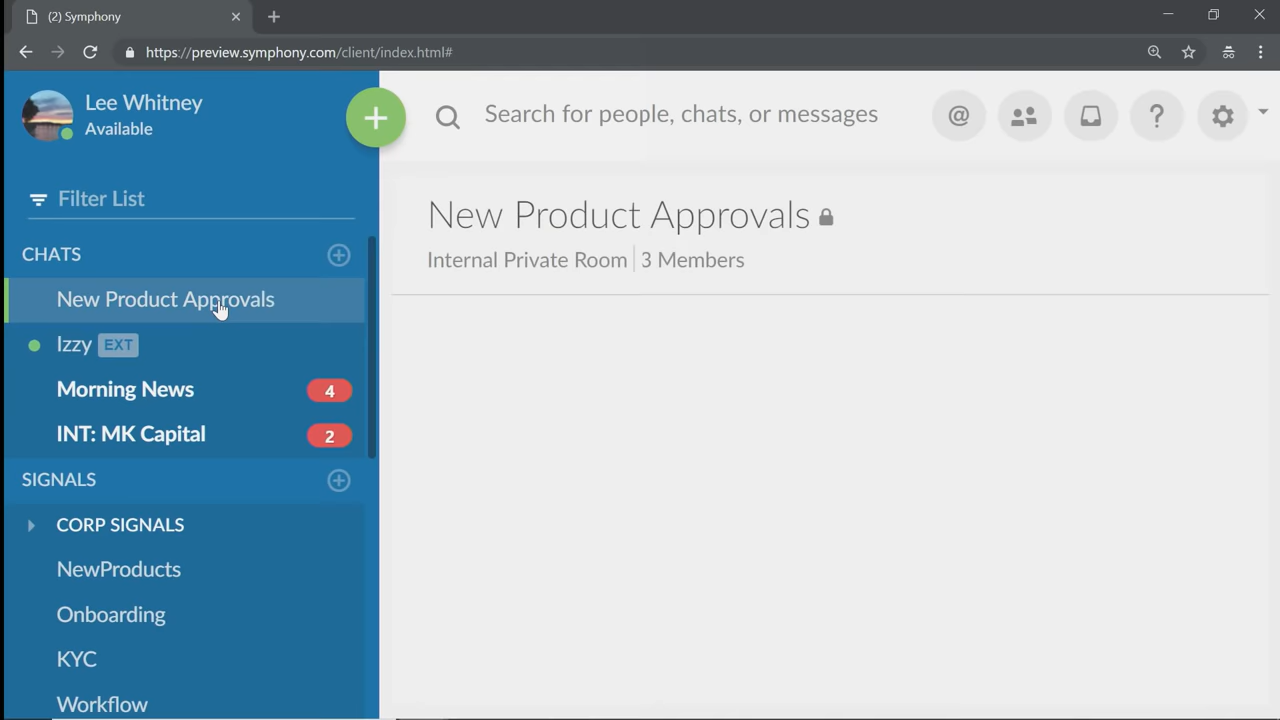 (2) Symphony
https://preview.symphony.com/client/index.html#
Lee Whitney
Available
Search for people, chats, or messages
Filter List
CHATS
New Product Approvals
Izzy EXT
Morning News 4
INT: MK Capital 2
SIGNALS
CORP SIGNALS
NewProducts
Onboarding
KYC
Workflow
New Product Approvals
Internal Private Room 3 Members